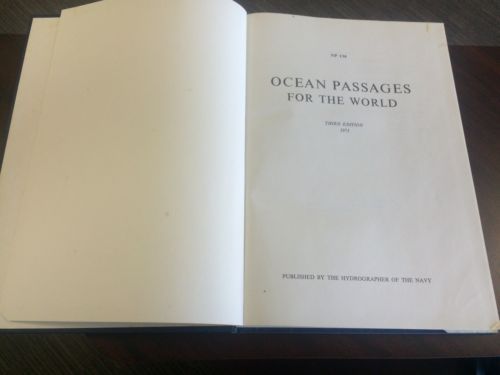 NP 136
OCEAN PASSAGES
FOR THE WORLD
THIRD EDITION
1973
PUBLISHED BY THE HYDROGRAPHER OF THE NAVY